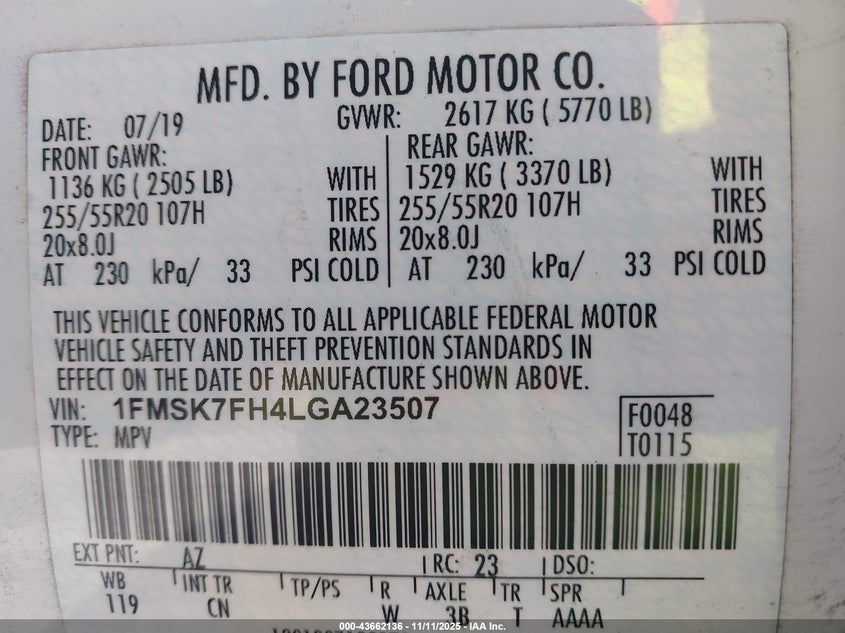 MFD. BY FORD MOTOR CO.
DATE: 07/19 GVWR: 2617 KG ( 5770 LB)
FRONT GAWR: REAR GAWR:
1136 KG ( 2505 LB) WITH 1529 KG ( 3370 LB) WITH
255/55R20 107H TIRES 255/55R20 107H TIRES
20x8.0J RIMS 20x8.0J RIMS
AT 230 kPa/ 33 PSI COLD AT 230 kPa/ 33 PSI COLD
THIS VEHICLE CONFORMS TO ALL APPLICABLE FEDERAL MOTOR
VEHICLE SAFETY AND THEFT PREVENTION STANDARDS IN
EFFECT ON THE DATE OF MANUFACTURE SHOWN ABOVE.
VIN: 1FMSK7FH4LGA23507 F0048
TYPE: MPV T0115
EXT PNT: AZ RC: 23 DSO:
WB INT TR TP/PS R AXLE TR SPR
119 CN W 3B T AAAA
000-43662136 - 11/11/2025 - IAA Inc.